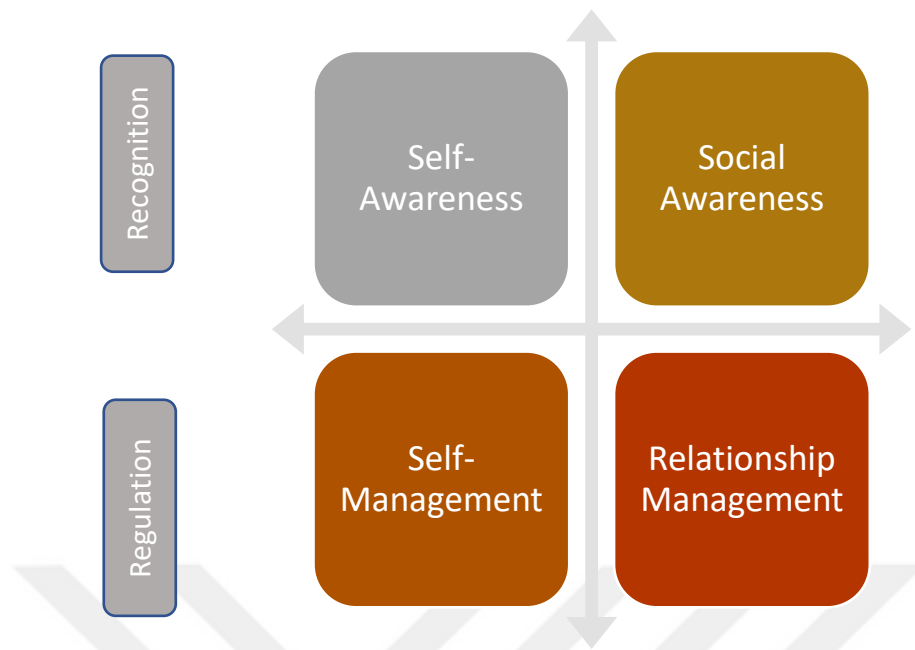 Recognition
Self-
Awareness
Social
Awareness
Regulation
Self-
Management
Relationship
Management